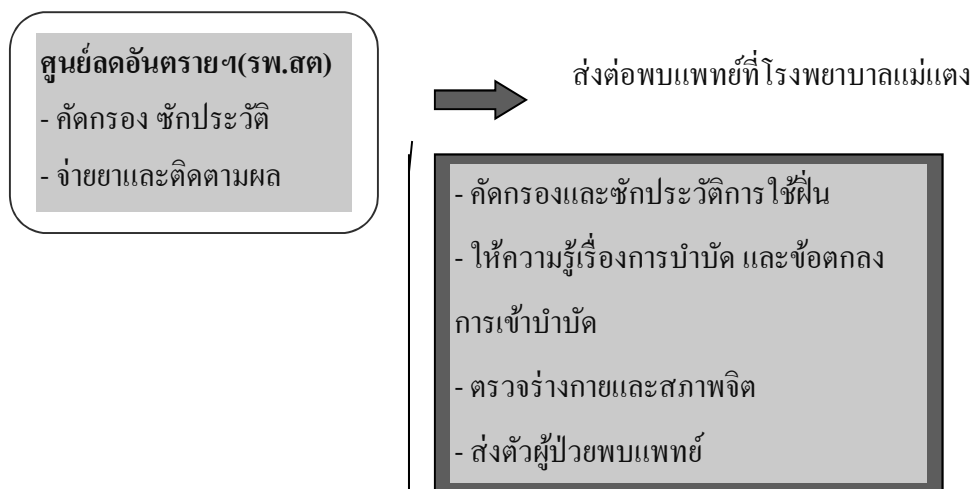 ศูนย์ลดอันตรายฯ(รพ.สต)
- คัดกรอง ซักประวัติ
- จ่ายยาและติดตามผล
ส่งต่อพบแพทย์ที่โรงพยาบาลแม่แตง
- คัดกรองและซักประวัติการใช้ฝิ่น
- ให้ความรู้เรื่องการบำบัด และข้อตกลง
การเข้าบำบัด
- ตรวจร่างกายและสภาพจิต
- ส่งตัวผู้ป่วยพบแพทย์